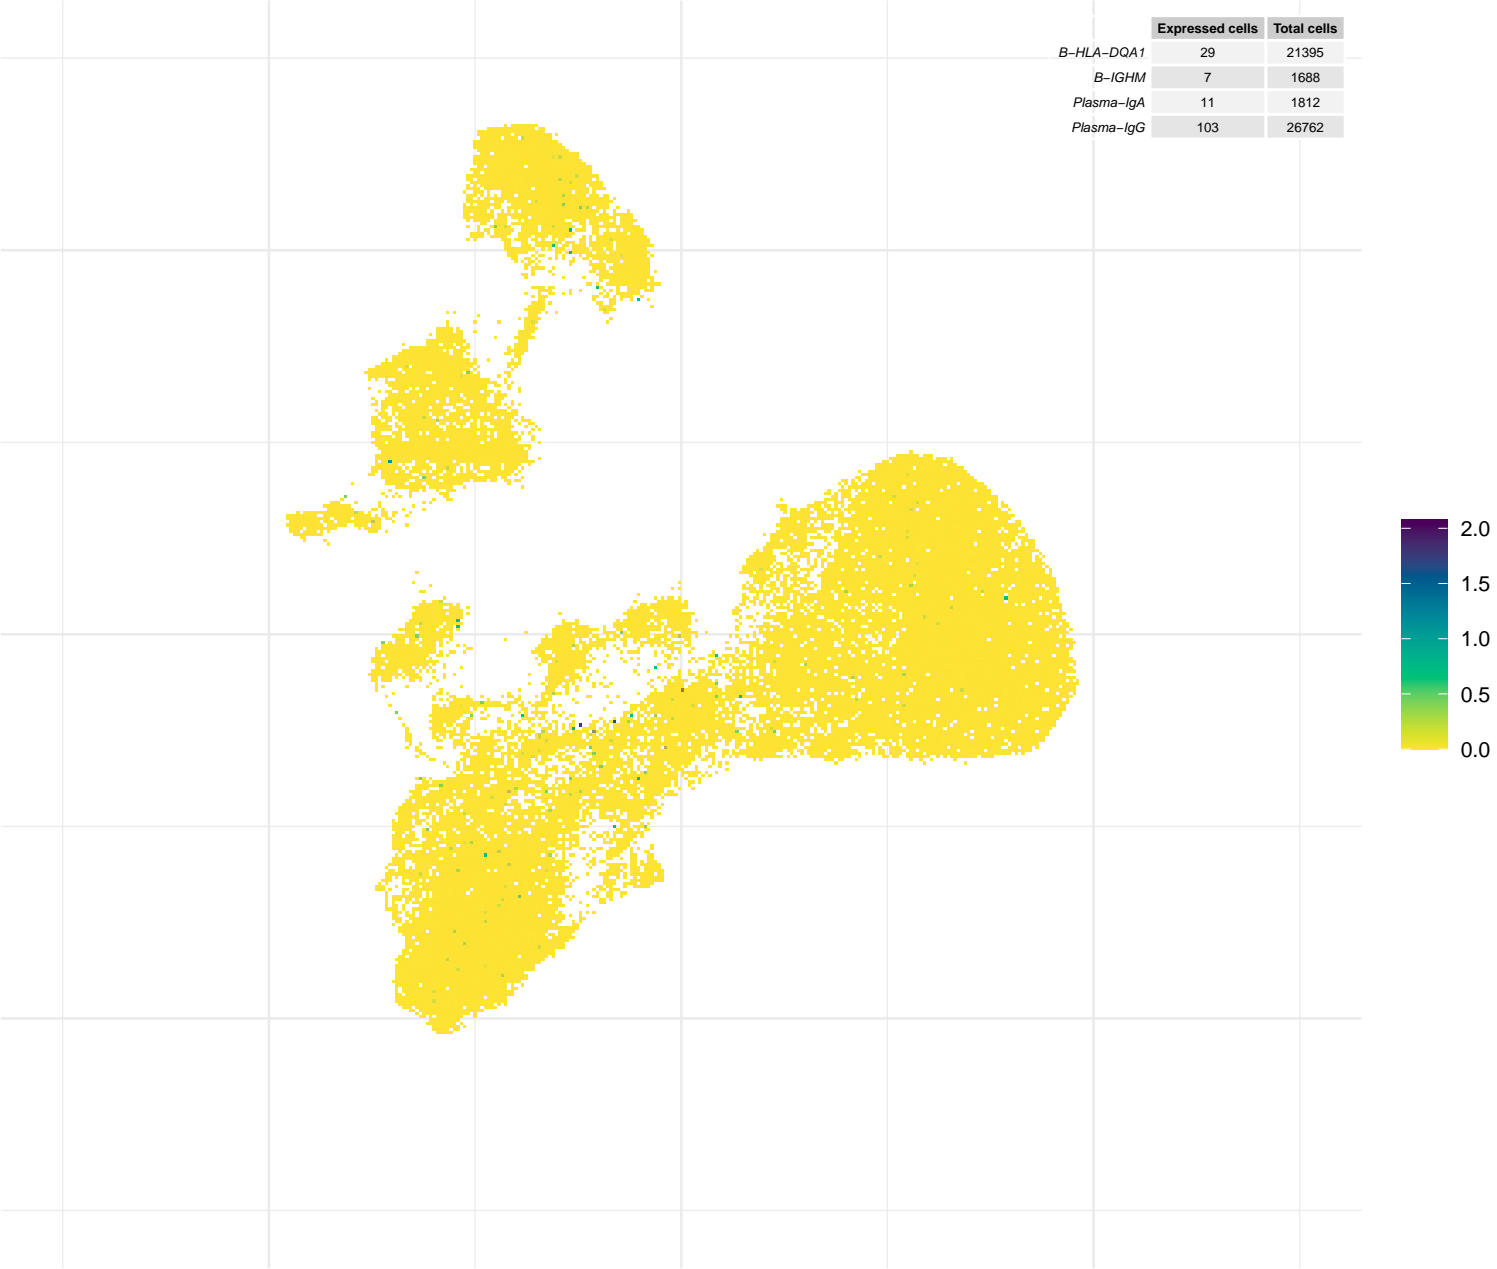 Expressed cells Total cells
B−HLA−DQA1 29 21395
B−IGHM 7 1688
Plasma−IgA 11 1812
Plasma−IgG 103 26762
2.0
1.5
1.0
0.5
0.0